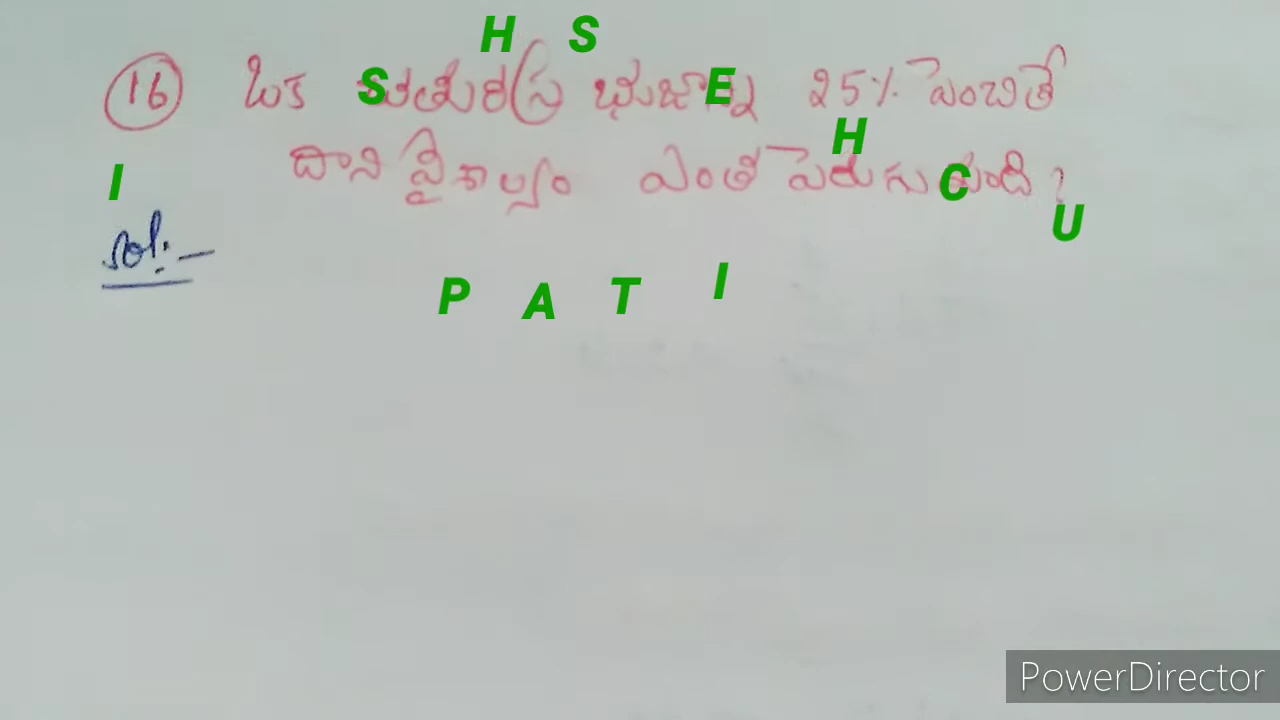 H S
16 ఒక చతురస్ర భుజాన్ని 25% పెంచితే
S E
H
దాని వైశాల్యం ఎంత పెరుగుతుంది?
I C
U
Sol:-
P A T I
PowerDirector